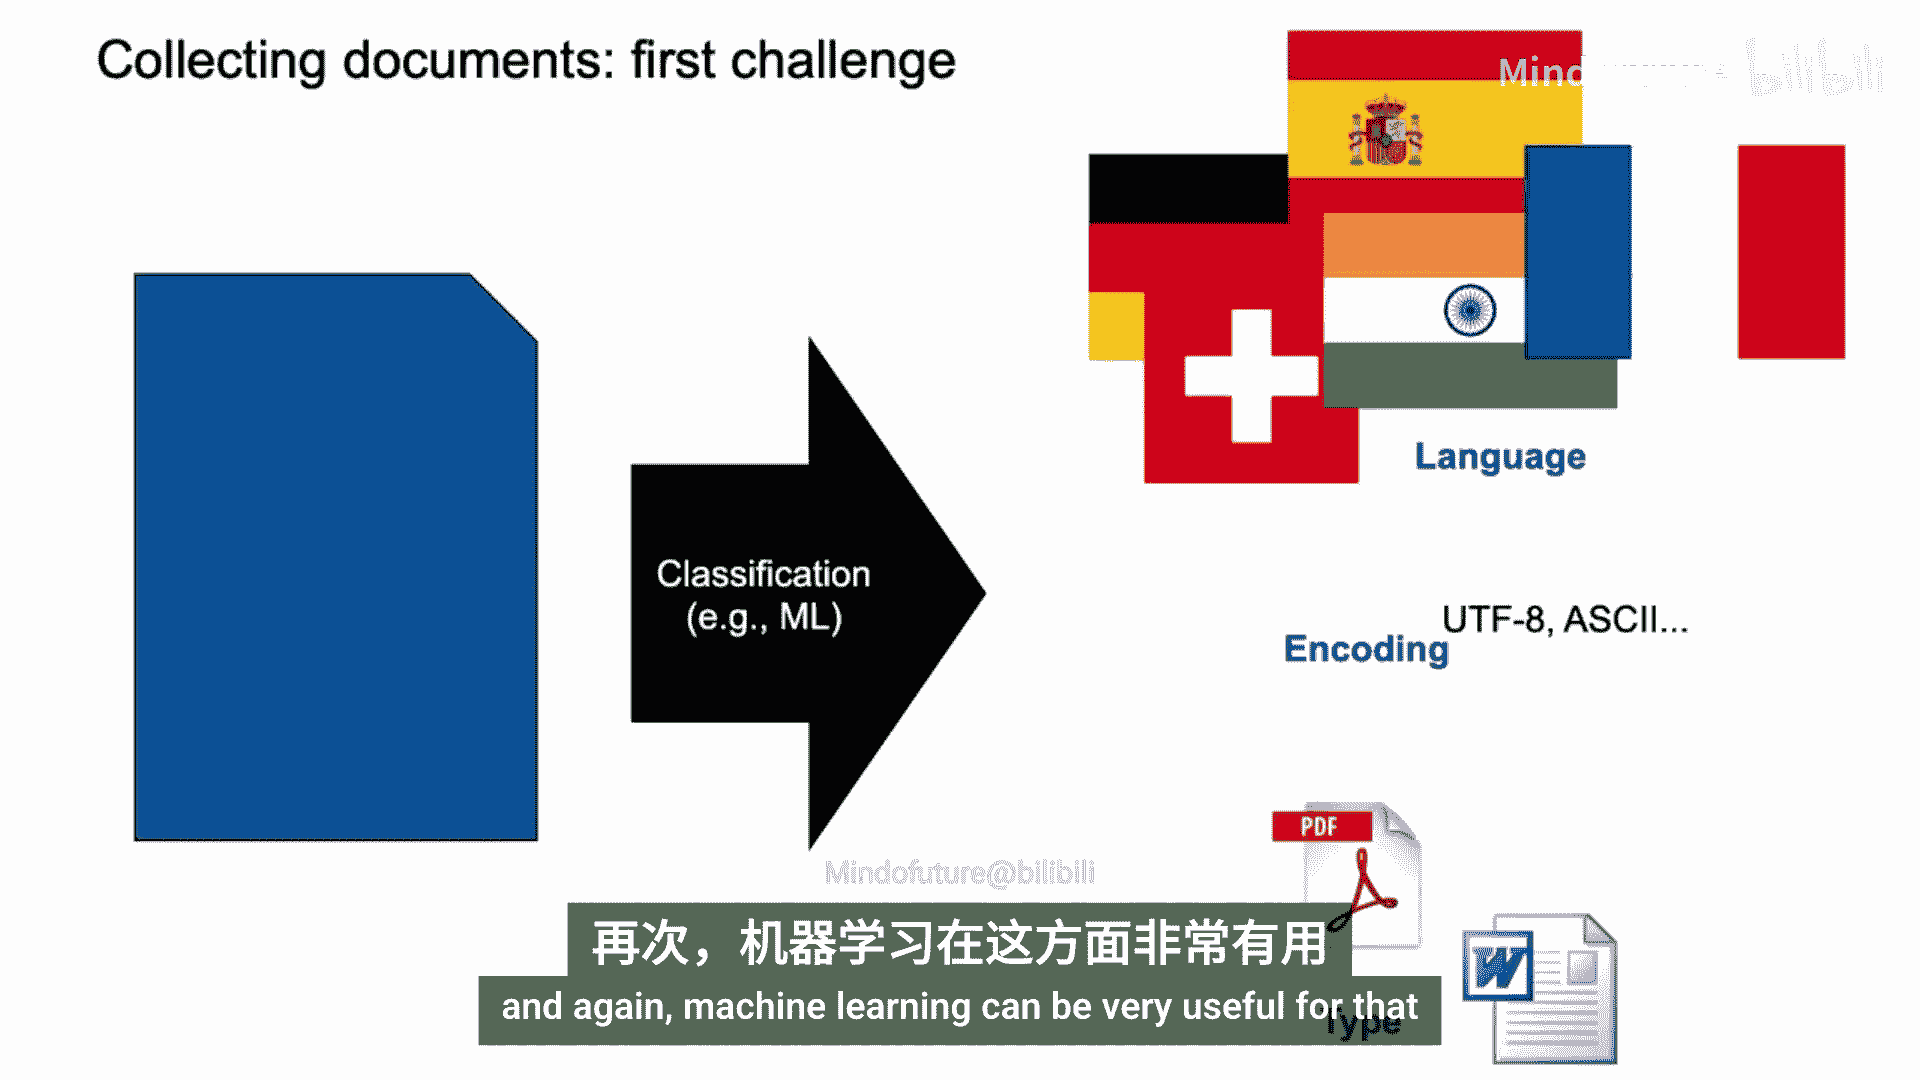 Collecting documents: first challenge
Mind
bilibili
Language
Classification
(e.g., ML)
UTF-8, ASCII...
Encoding
PDF
Mindofuture@bilibili
再次，机器学习在这方面非常有用
W
and again, machine learning can be very useful for that
Type